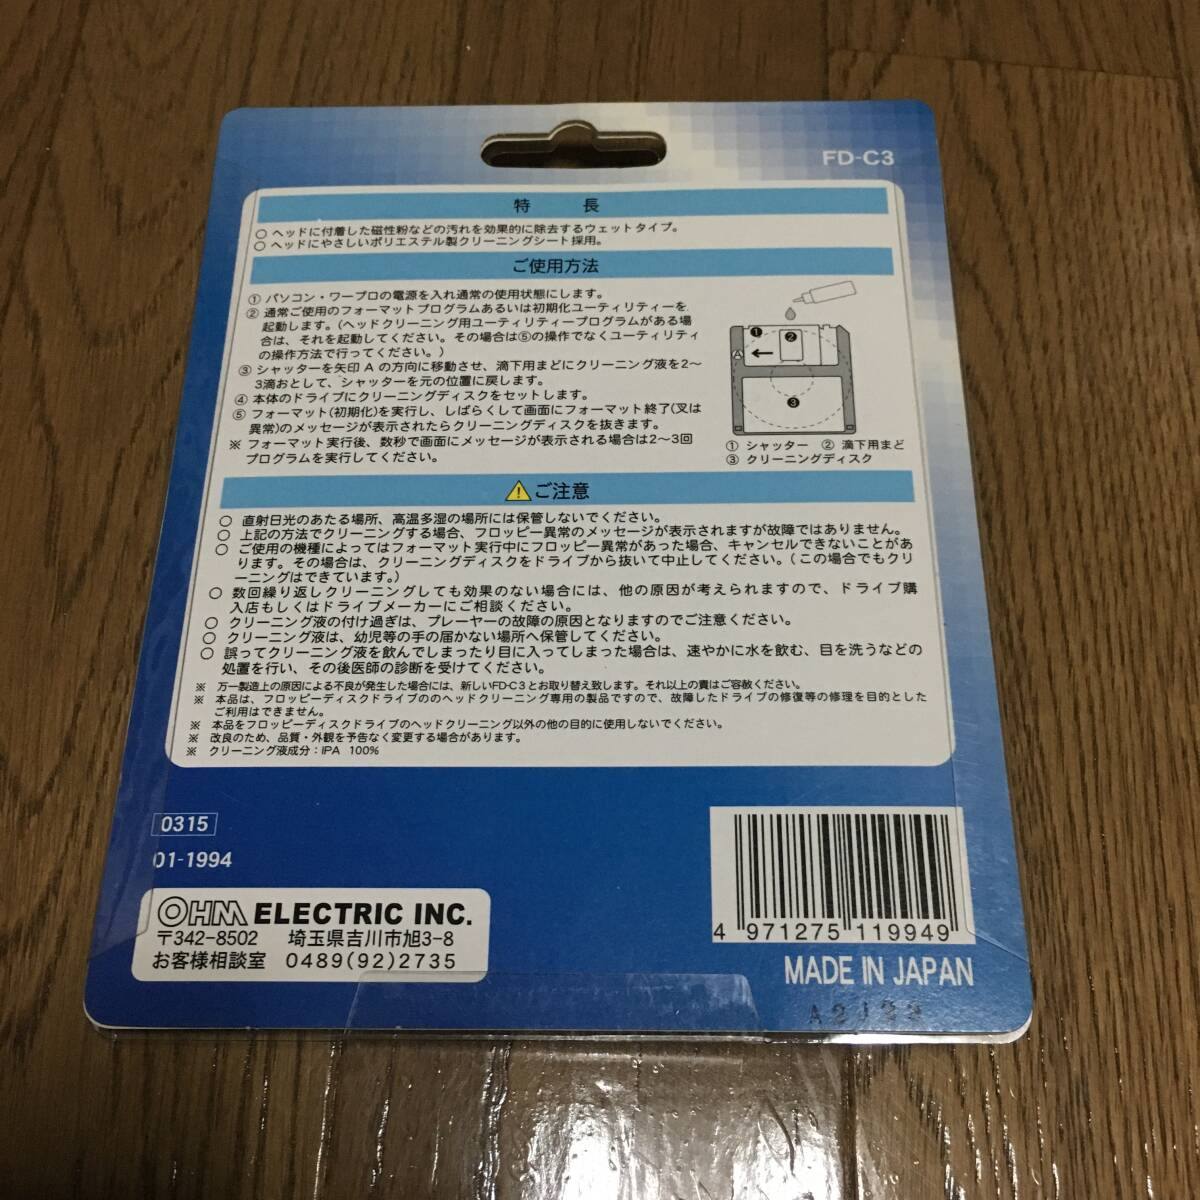 FD-C3
特 長
○ ヘッドに付着した磁性粉などの汚れを効果的に除去するウェットタイプ。
○ ヘッドにやさしいポリエステル製クリーニングシート採用。
ご使用方法
① パソコン・ワープロの電源を入れ通常の使用状態にします。
② 通常ご使用のフォーマットプログラムあるいは初期化ユーティリティーを
起動します。(ヘッドクリーニング用ユーティリティープログラムがある場
合は、それを起動してください。その場合は⑤の操作でなくユーティリティ
の操作方法で行ってください。)
③ シャッターを矢印 A の方向に移動させ、滴下用まどにクリーニング液を2〜
3滴おとして、シャッターを元の位置に戻します。
④ 本体のドライブにクリーニングディスクをセットします。
⑤ フォーマット(初期化)を実行し、しばらくして画面にフォーマット終了(又は
異常)のメッセージが表示されたらクリーニングディスクを抜きます。
※ フォーマット実行後、数秒で画面にメッセージが表示される場合は2〜3回
プログラムを実行してください。
① ② A ③
① シャッター ② 滴下用まど
③ クリーニングディスク
ご注意
○ 直射日光のあたる場所、高温多湿の場所には保管しないでください。
○ 上記の方法でクリーニングする場合、フロッピー異常のメッセージが表示されますが故障ではありません。
○ ご使用の機種によってはフォーマット実行中にフロッピー異常があった場合、キャンセルできないことがあ
ります。その場合は、クリーニングディスクをドライブから抜いて中止してください。(この場合でもクリ
ーニングはできています。)
○ 数回繰り返しクリーニングしても効果のない場合には、他の原因が考えられますので、ドライブ購
入店もしくはドライブメーカーにご相談ください。
○ クリーニング液の付け過ぎは、プレーヤーの故障の原因となりますのでご注意ください。
○ クリーニング液は、幼児等の手の届かない場所へ保管してください。
○ 誤ってクリーニング液を飲んでしまったり目に入ってしまった場合は、速やかに水を飲む、目を洗うなどの
処置を行い、その後医師の診断を受けてください。
※ 万一製造上の原因による不良が発生した場合には、新しいFD-C3とお取り替え致します。それ以上の責はご容赦ください。
※ 本品は、フロッピーディスクドライブののヘッドクリーニング専用の製品ですので、故障したドライブの修復等の修理を目的とした
ご利用はできません。
※ 本品をフロッピーディスクドライブのヘッドクリーニング以外の他の目的に使用しないでください。
※ 改良のため、品質・外観を予告なく変更する場合があります。
※ クリーニング液成分:IPA 100%
0315
01-1994
OHM ELECTRIC INC.
〒342-8502 埼玉県吉川市旭3-8
お客様相談室 0489(92)2735
4 971275 119949
MADE IN JAPAN